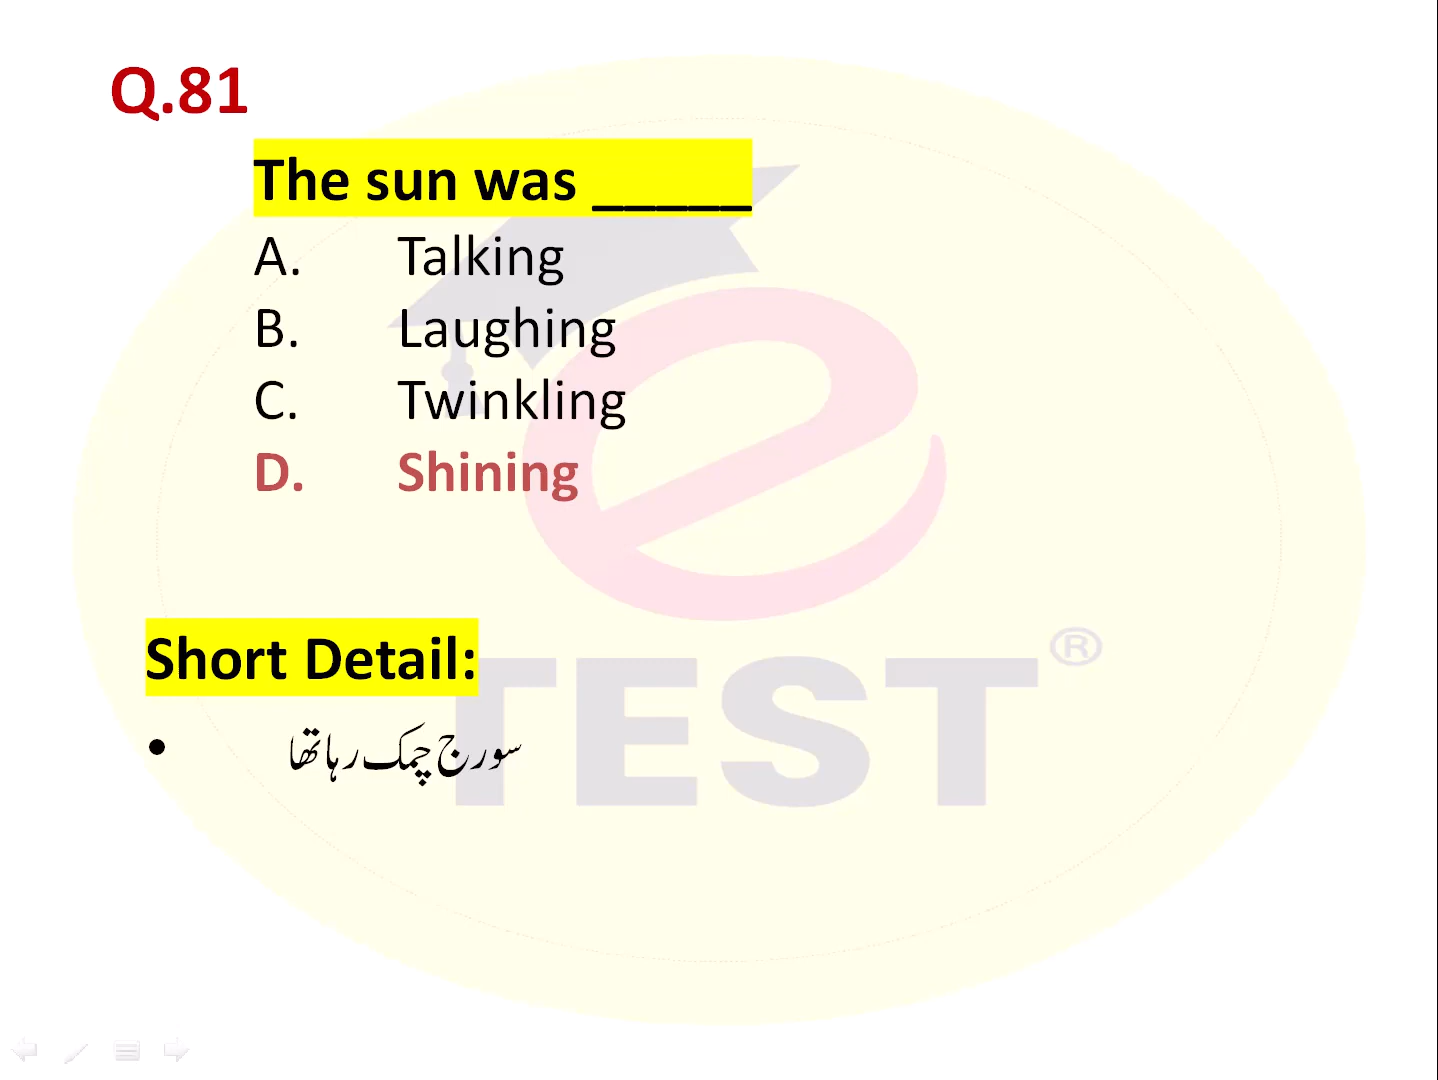 Q.81
The sun was _____
A. Talking
B. Laughing
C. Twinkling
D. Shining
Short Detail:
• سورج چمک رہا تھا
e
TEST®